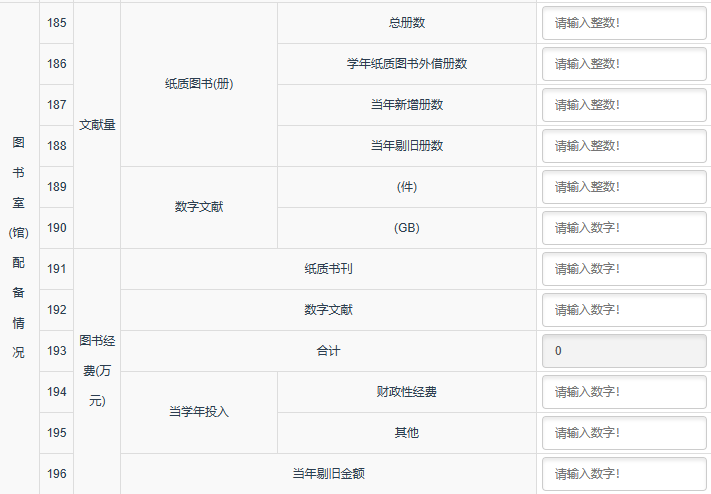 图书室(馆)配备情况
185
文献量
纸质图书(册)
总册数
请输入整数!
186
学年纸质图书外借册数
请输入整数!
187
当年新增册数
请输入整数!
188
当年剔旧册数
请输入整数!
189
数字文献
(件)
请输入整数!
190
(GB)
请输入数字!
191
图书经费(万元)
纸质书刊
请输入数字!
192
数字文献
请输入数字!
193
合计
0
194
当学年投入
财政性经费
请输入数字!
195
其他
请输入数字!
196
当年剔旧金额
请输入数字!